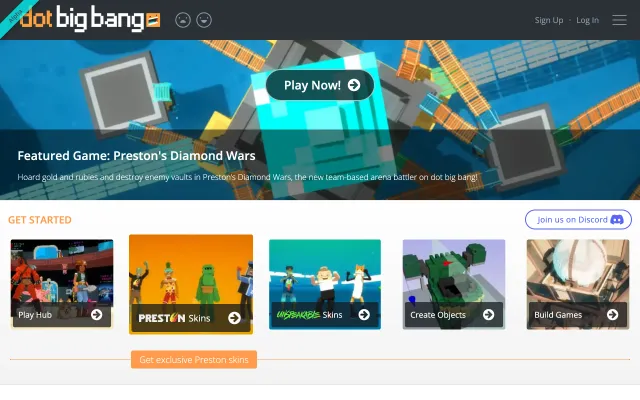 Alpha
dot big bang
Sign Up · Log In
Play Now!
Featured Game: Preston's Diamond Wars
Hoard gold and rubies and destroy enemy vaults in Preston's Diamond Wars, the new team-based arena battler on dot big bang!
GET STARTED
Join us on Discord
Play Hub
PRESTON Skins
UNSPEAKABLE Skins
Create Objects
Build Games
Get exclusive Preston skins